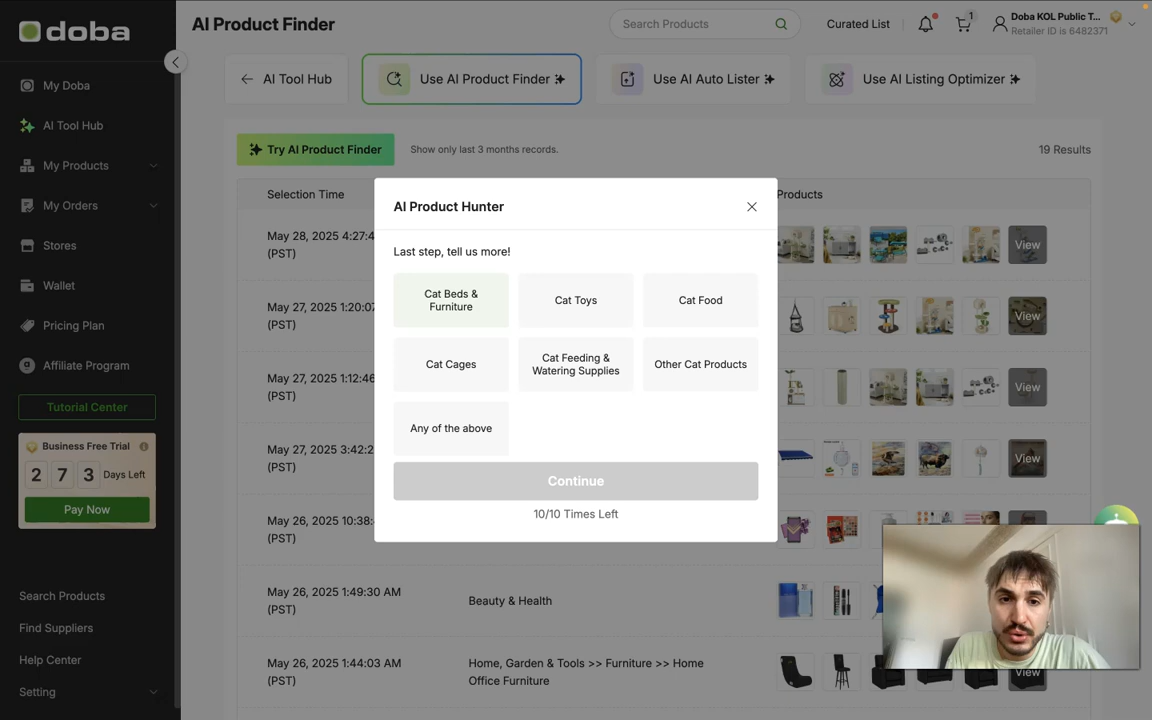 doba
AI Product Finder
Search Products
Curated List
1
Doba KOL Public T...
Retailer ID is 6482371
My Doba
AI Tool Hub
My Products
My Orders
Stores
Wallet
Pricing Plan
Affiliate Program
Tutorial Center
Business Free Trial
2 7 3 Days Left
Pay Now
Search Products
Find Suppliers
Help Center
Setting
AI Tool Hub
Use AI Product Finder
Use AI Auto Lister
Use AI Listing Optimizer
Try AI Product Finder
Show only last 3 months records.
19 Results
Selection Time
Products
May 28, 2025 4:27:4
(PST)
View
May 27, 2025 1:20:07
(PST)
View
May 27, 2025 1:12:46
(PST)
View
May 27, 2025 3:42:2
(PST)
View
May 26, 2025 10:38:
(PST)
May 26, 2025 1:49:30 AM
(PST)
Beauty & Health
May 26, 2025 1:44:03 AM
(PST)
Home, Garden & Tools >> Furniture >> Home
Office Furniture
View
AI Product Hunter
Last step, tell us more!
Cat Beds &
Furniture
Cat Toys
Cat Food
Cat Cages
Cat Feeding &
Watering Supplies
Other Cat Products
Any of the above
Continue
10/10 Times Left